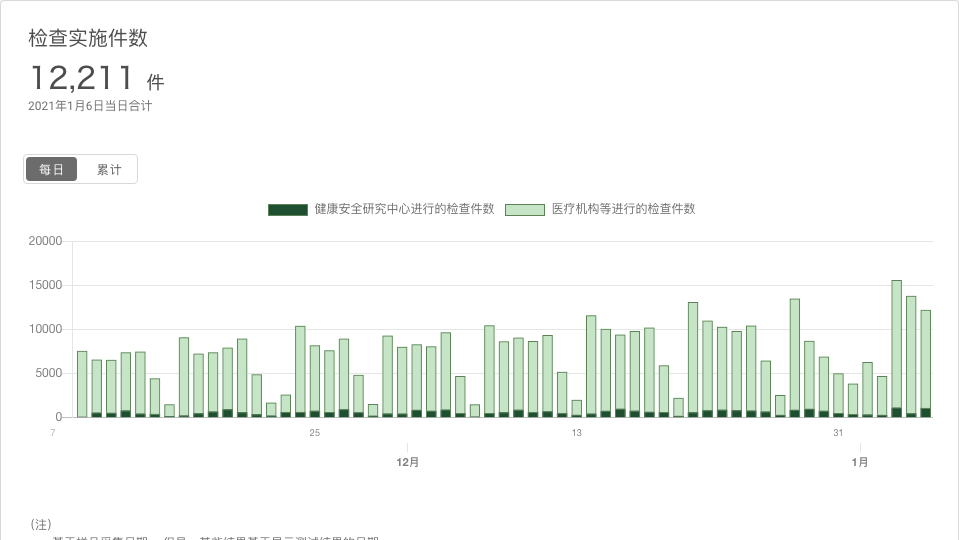 检查实施件数
12,211 件
2021年1月6日当日合计
每日 累计
健康安全研究中心进行的检查件数 医疗机构等进行的检查件数
20000
15000
10000
5000
0
7 25 13 31
12月 1月
（注）